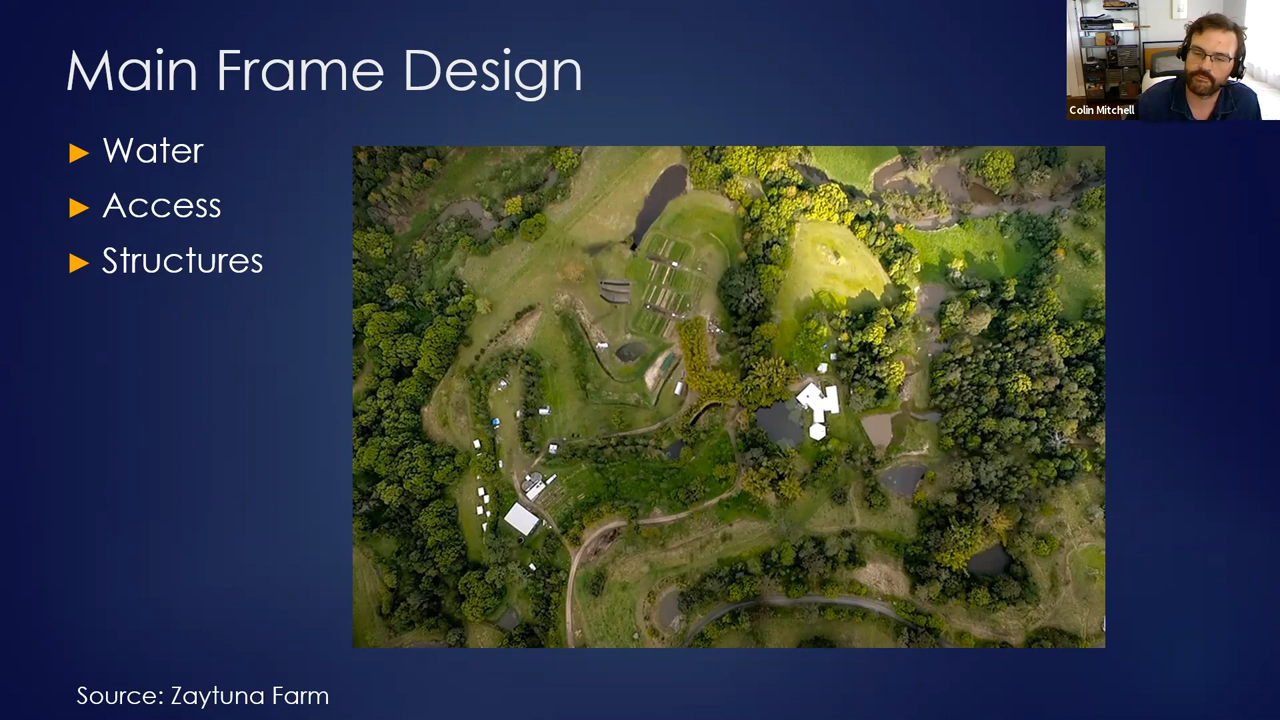 Main Frame Design
Colin Mitchell
► Water
► Access
► Structures
Source: Zaytuna Farm